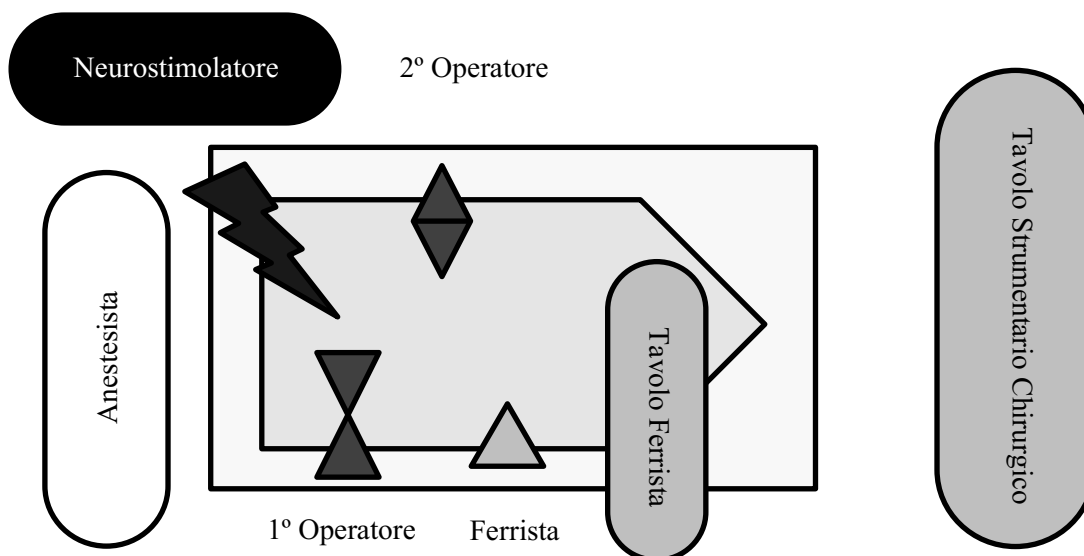 Neurostimolatore
2º Operatore
Anestesista
Tavolo Ferrista
Tavolo Strumentario Chirurgico
1º Operatore
Ferrista